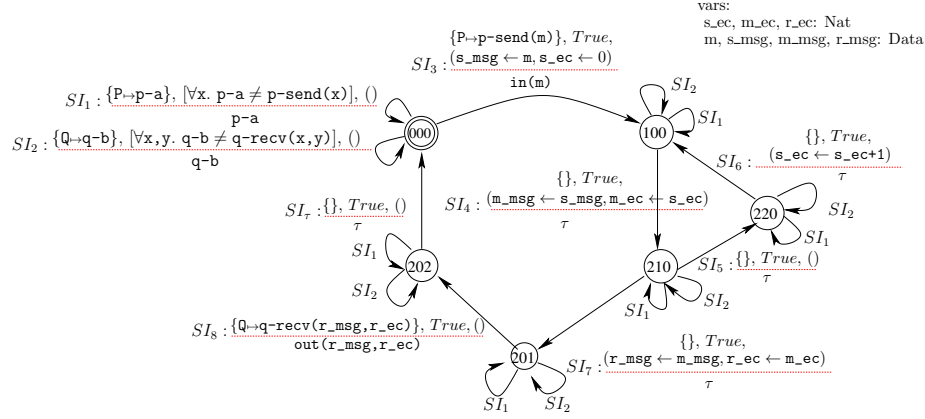 vars:
s_ec, m_ec, r_ec: Nat
m, s_msg, m_msg, r_msg: Data
{P↦p-send(m)}, True,
SI₃ : (s_msg ← m, s_ec ← 0)
in(m)
SI₂
SI₁
SI₁ : {P↦p-a}, [∀x. p-a ≠ p-send(x)], ()
p-a
SI₂ : {Q↦q-b}, [∀x,y. q-b ≠ q-recv(x,y)], ()
q-b
000
100
{}, True,
SI₆ : (s_ec ← s_ec+1)
τ
{}, True,
SI₄ : (m_msg ← s_msg, m_ec ← s_ec)
τ
SIτ : {}, True, ()
τ
220
SI₂
SI₁
SI₁
SI₂
202
210
SI₅ : {}, True, ()
τ
SI₁
SI₂
SI₈ : {Q↦q-recv(r_msg,r_ec)}, True, ()
out(r_msg,r_ec)
201
{}, True,
SI₇ : (r_msg ← m_msg, r_ec ← m_ec)
τ
SI₁
SI₂